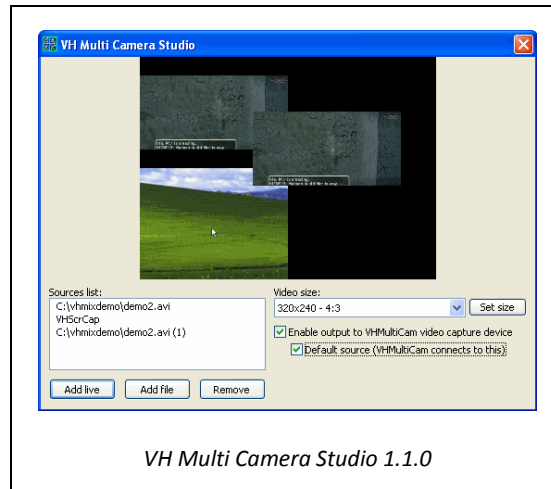 VH Multi Camera Studio
Sources list:
C:\vhmixdemo\demo2.avi
VHScrCap
C:\vhmixdemo\demo2.avi (1)
Video size:
320x240 - 4:3
Set size
Enable output to VHMultiCam video capture device
Default source (VHMultiCam connects to this)
Add live
Add file
Remove
VH Multi Camera Studio 1.1.0